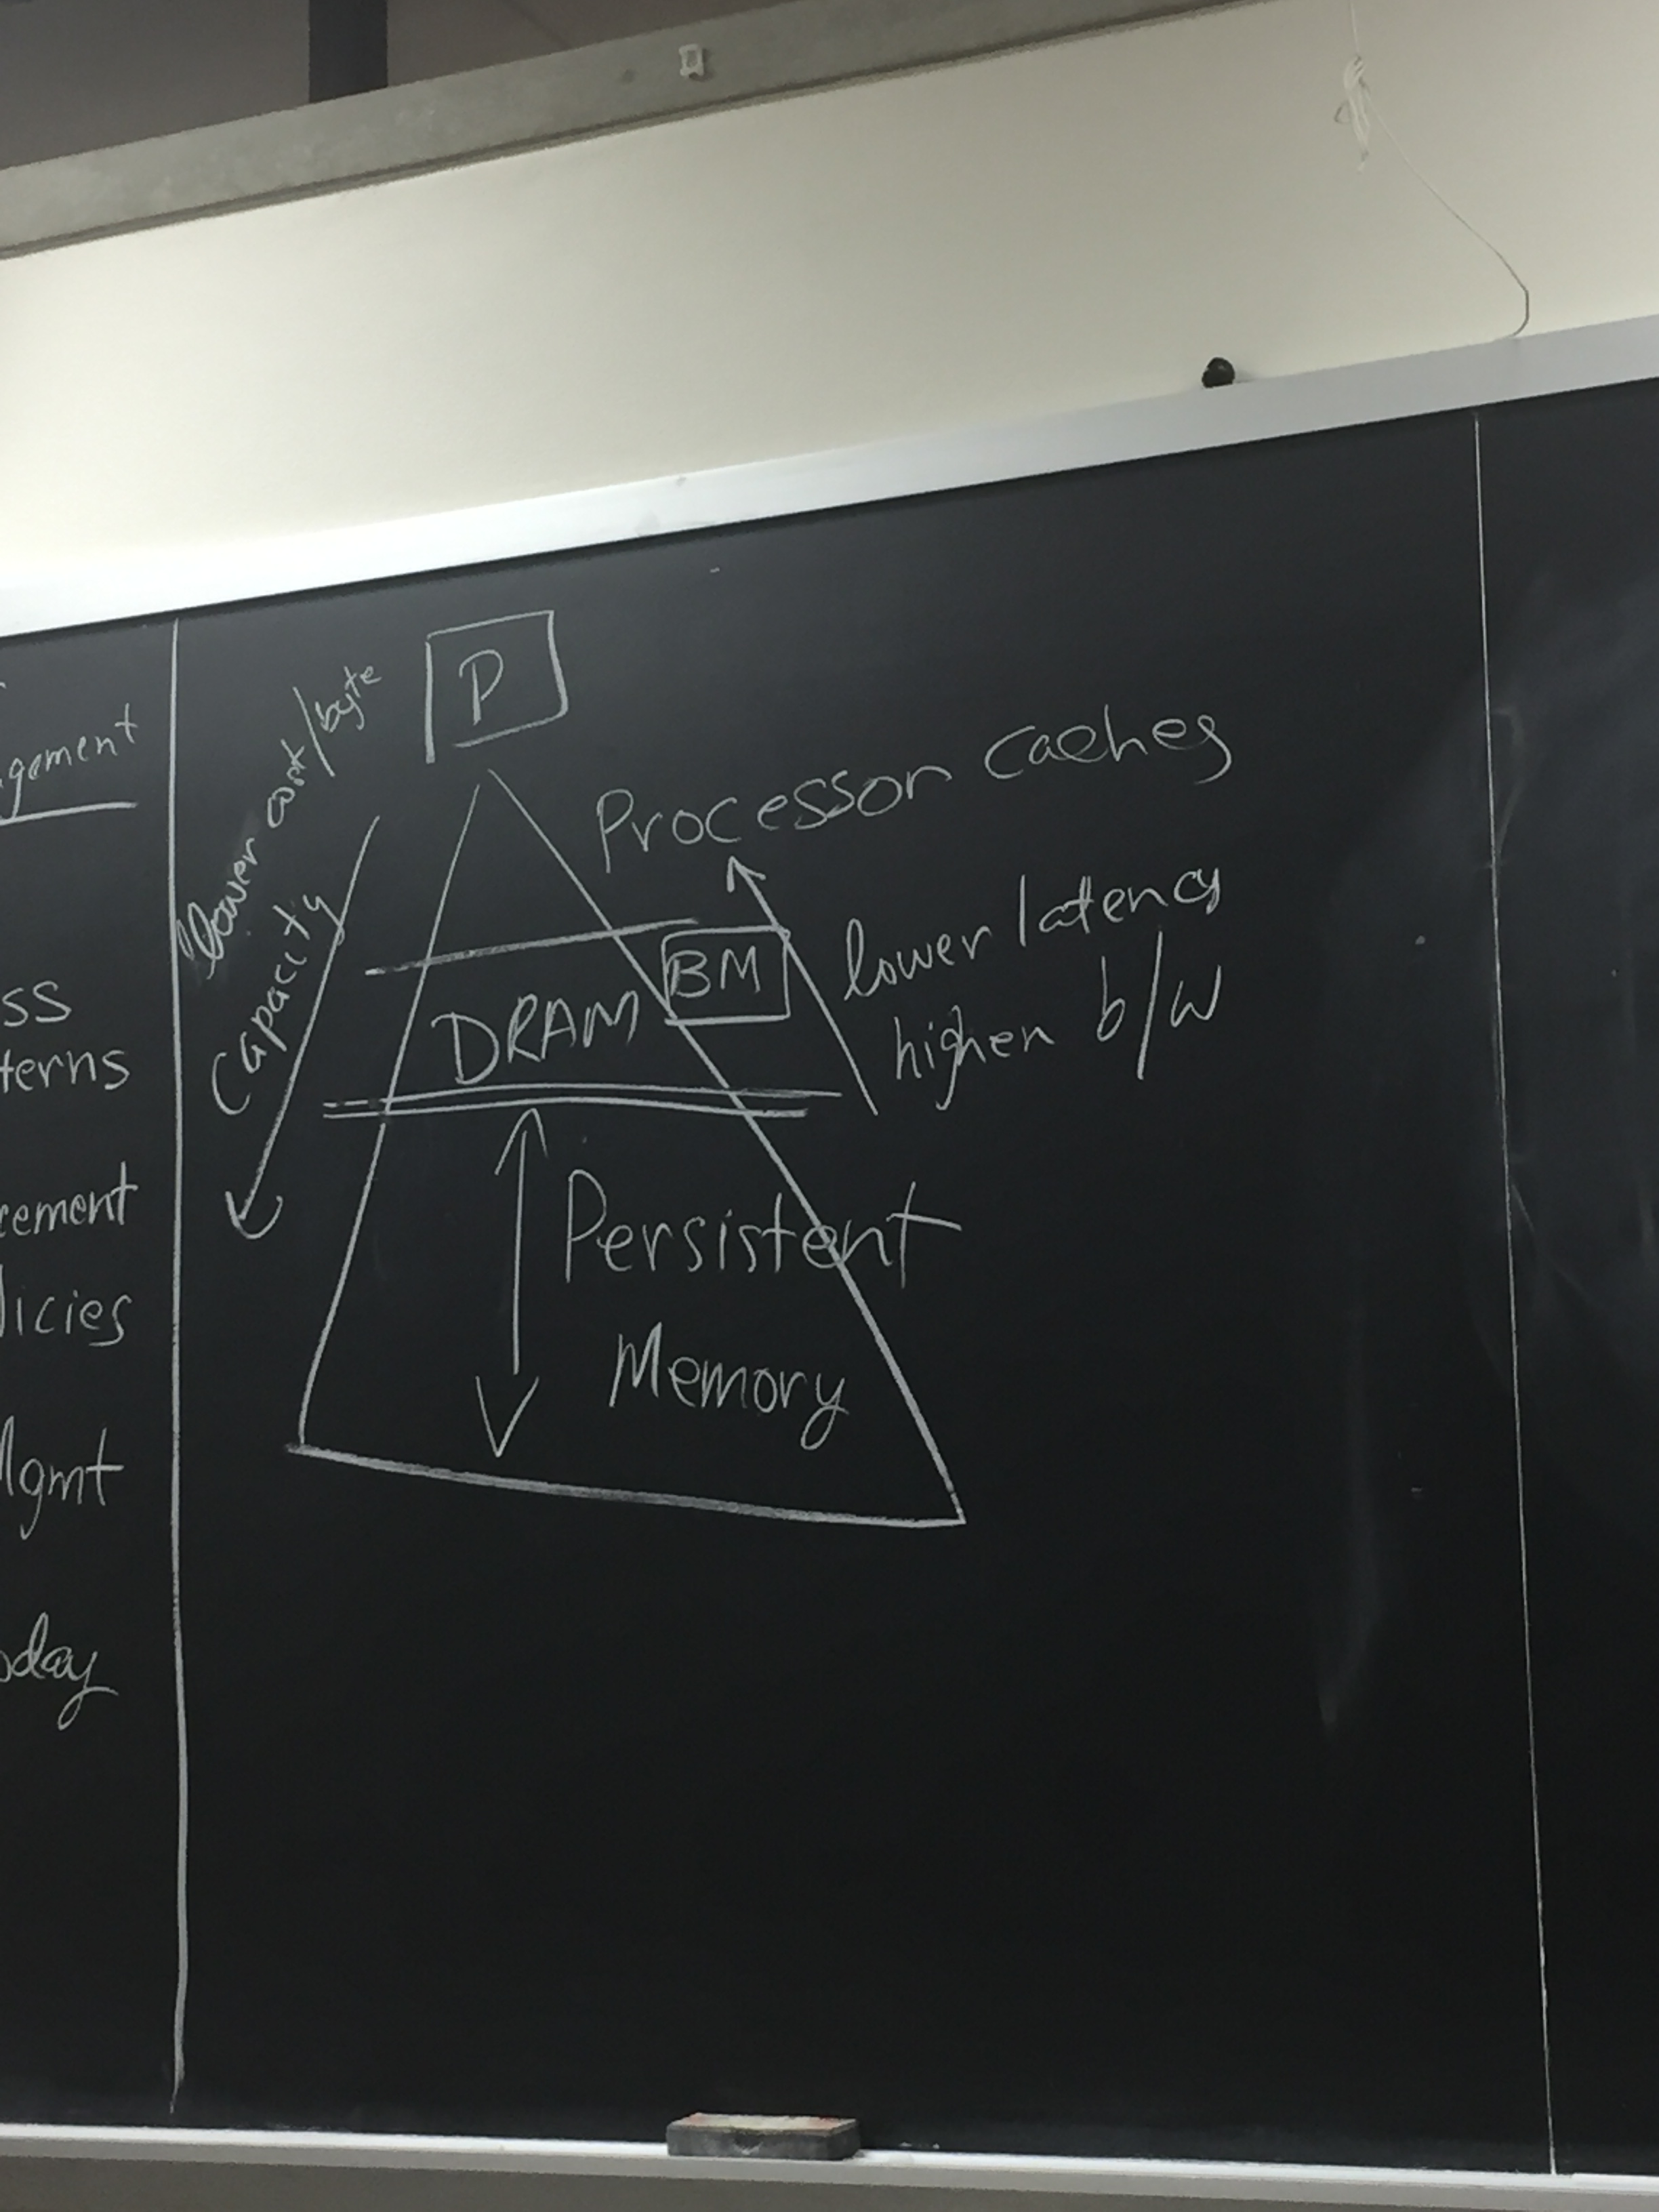 gement
ss
terns
cement
licies
Mgmt
oday
P
lower cost/byte
Capacity
Processor Caches
DRAM
BM
lower latency
higher b/w
Persistent
Memory